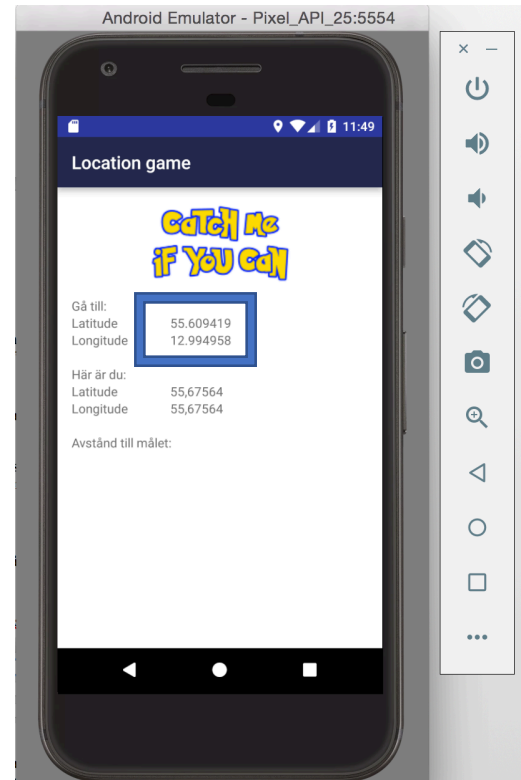 Android Emulator - Pixel_API_25:5554
11:49
Location game
CaTcH Me
iF YoU CaN
Gå till:
Latitude 55.609419
Longitude 12.994958
Här är du:
Latitude 55,67564
Longitude 55,67564
Avstånd till målet: